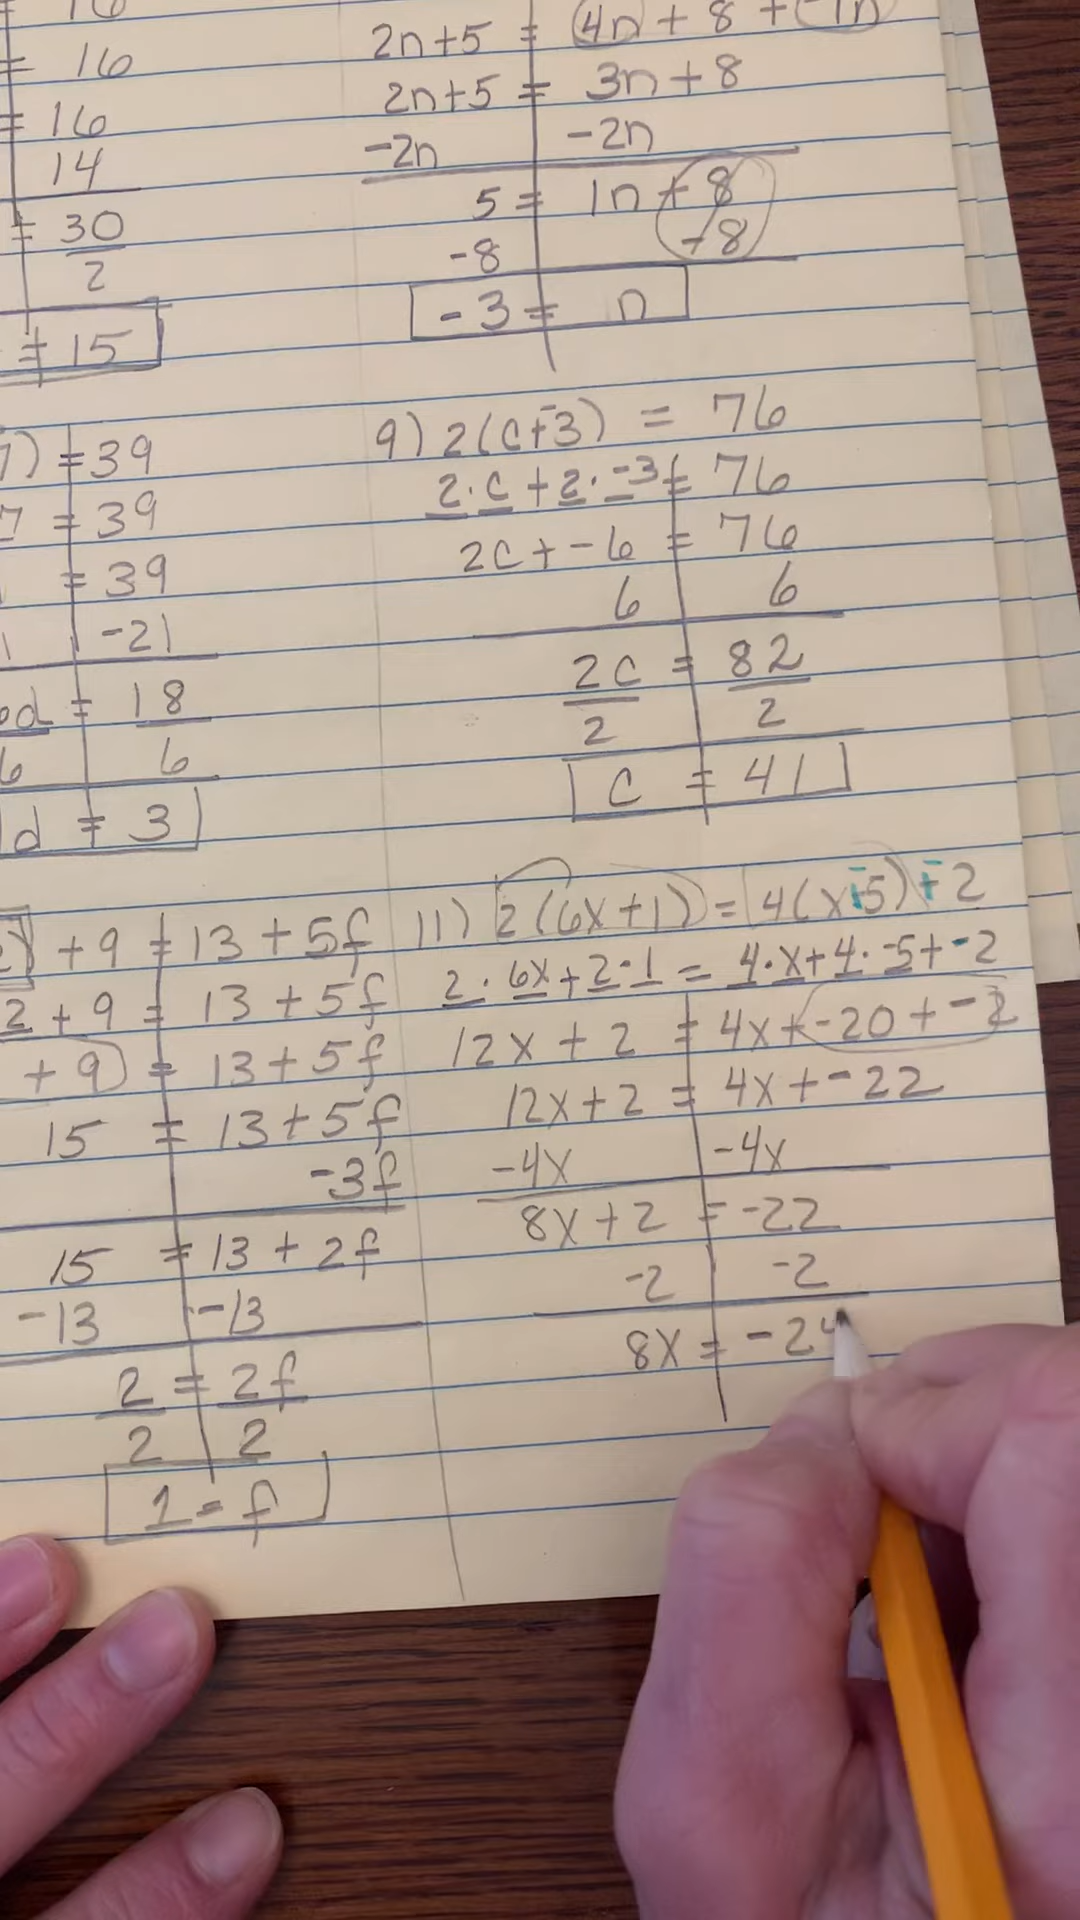 = 16
= 16
14
= 30
2
= 15
2n+5 = 4n + 8 + -1n
2n+5 = 3n+8
-2n -2n
5 = 1n+8
-8 -8
-3 = n
7) = 39
7 = 39
= 39
1 -21
6d = 18
6 6
d = 3
9) 2(c+-3) = 76
2·c+2·-3 = 76
2c+-6 = 76
6 6
2c = 82
2 2
c = 41
+ 9 = 13 + 5f
2 + 9 = 13 + 5f
+ 9 = 13 + 5f
15 = 13 + 5f
-3f
15 = 13 + 2f
-13 -13
2 = 2f
2 2
1 = f
11) 2(6x+1) = 4(x+-5)+-2
2·6x+2·1 = 4·x+4·-5+-2
12x+2 = 4x+-20+-2
12x+2 = 4x+-22
-4x -4x
8x+2 = -22
-2 -2
8x = -24